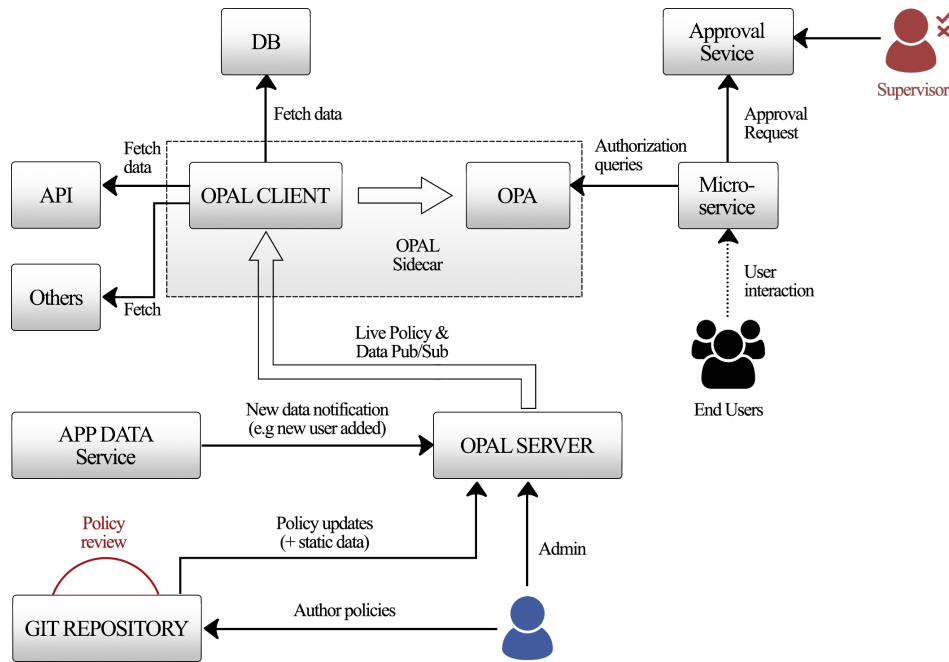 DB
Approval
Sevice
Supervisor
Fetch data
Approval
Request
Fetch
data
Authorization
queries
API
OPAL CLIENT
OPA
Micro-
service
OPAL
Sidecar
User
interaction
Others
Fetch
Live Policy &
Data Pub/Sub
End Users
New data notification
(e.g new user added)
APP DATA
Service
OPAL SERVER
Policy
review
Policy updates
(+ static data)
Admin
Author policies
GIT REPOSITORY